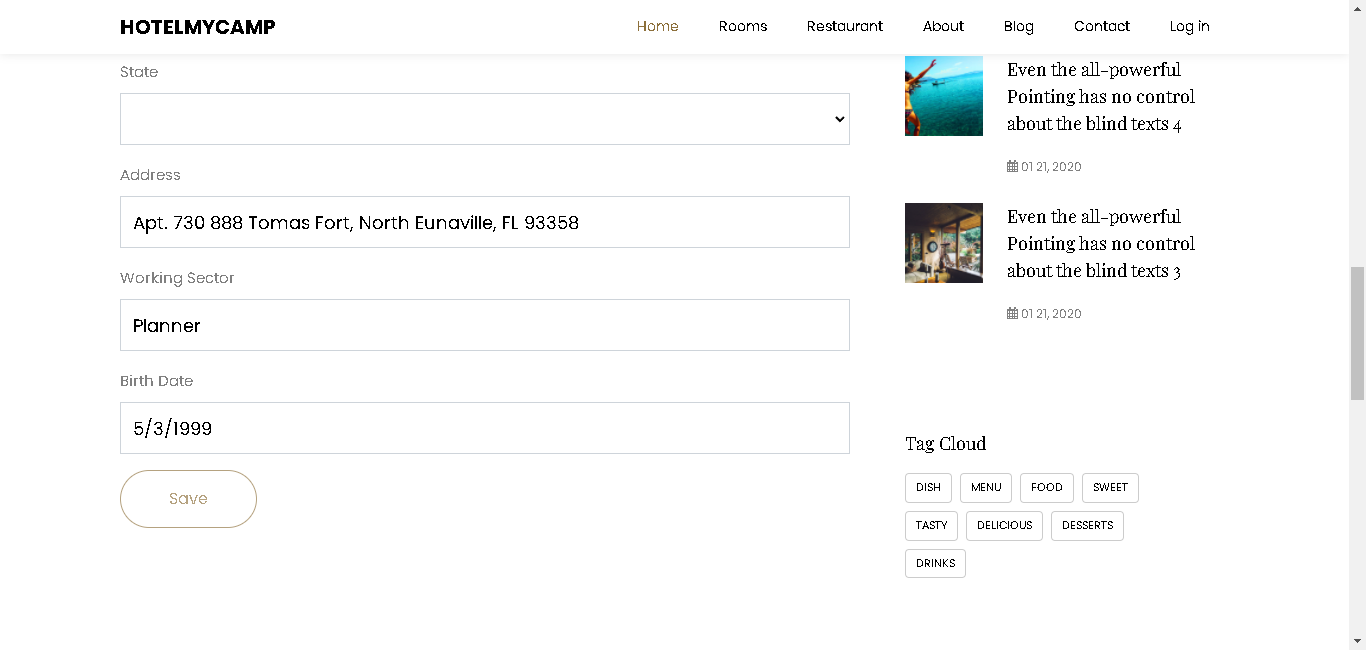 HOTELMYCAMP
Home Rooms Restaurant About Blog Contact Log in
State
Address
Apt. 730 888 Tomas Fort, North Eunaville, FL 93358
Working Sector
Planner
Birth Date
5/3/1999
Save
Even the all-powerful
Pointing has no control
about the blind texts 4
01 21, 2020
Even the all-powerful
Pointing has no control
about the blind texts 3
01 21, 2020
Tag Cloud
DISH MENU FOOD SWEET
TASTY DELICIOUS DESSERTS
DRINKS